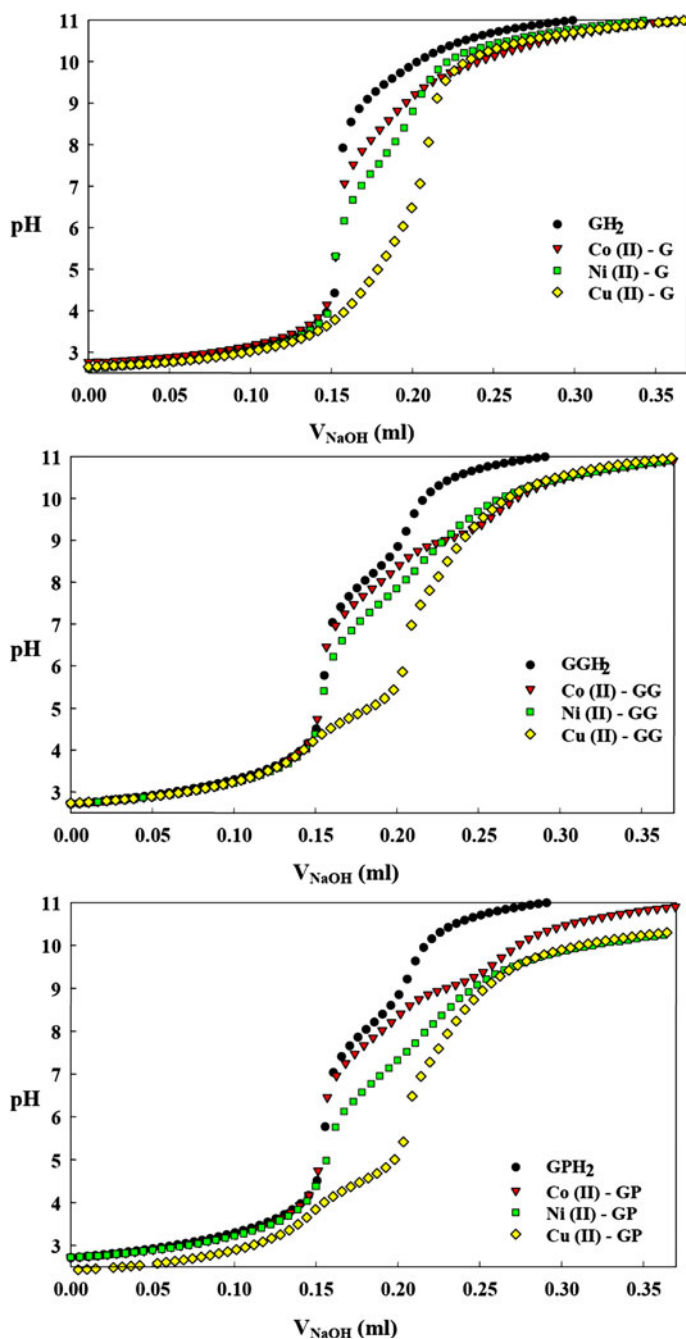 11
10
9
8
7
pH
6
5
4
3
GH2
Co (II) - G
Ni (II) - G
Cu (II) - G
0.00 0.05 0.10 0.15 0.20 0.25 0.30 0.35
VNaOH (ml)
11
10
9
8
7
pH
6
5
4
3
GGH2
Co (II) - GG
Ni (II) - GG
Cu (II) - GG
0.00 0.05 0.10 0.15 0.20 0.25 0.30 0.35
VNaOH (ml)
11
10
9
8
7
pH
6
5
4
3
GPH2
Co (II) - GP
Ni (II) - GP
Cu (II) - GP
0.00 0.05 0.10 0.15 0.20 0.25 0.30 0.35
VNaOH (ml)